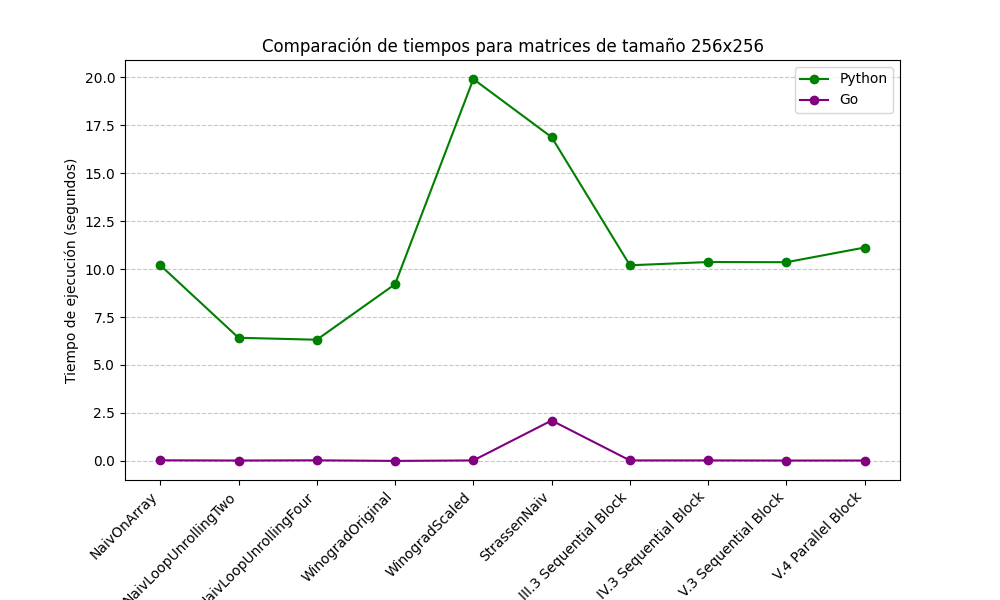 Comparación de tiempos para matrices de tamaño 256x256
Python
Go
Tiempo de ejecución (segundos)
20.0
17.5
15.0
12.5
10.0
7.5
5.0
2.5
0.0
NaivOnArray
NaivLoopUnrollingTwo
NaivLoopUnrollingFour
WinogradOriginal
WinogradScaled
StrassenNaiv
III.3 Sequential Block
IV.3 Sequential Block
V.3 Sequential Block
V.4 Parallel Block